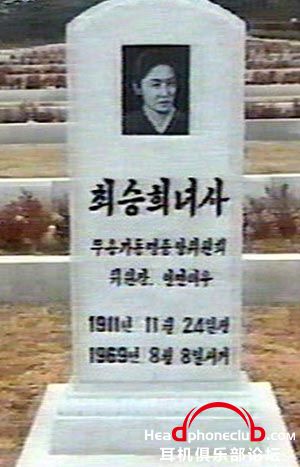 최승희녀사
무용가동맹중앙위원회
위원장, 인민배우
1911년 11월 24일생
1969년 8월 8일서거
Headphoneclub.com
耳机俱乐部论坛